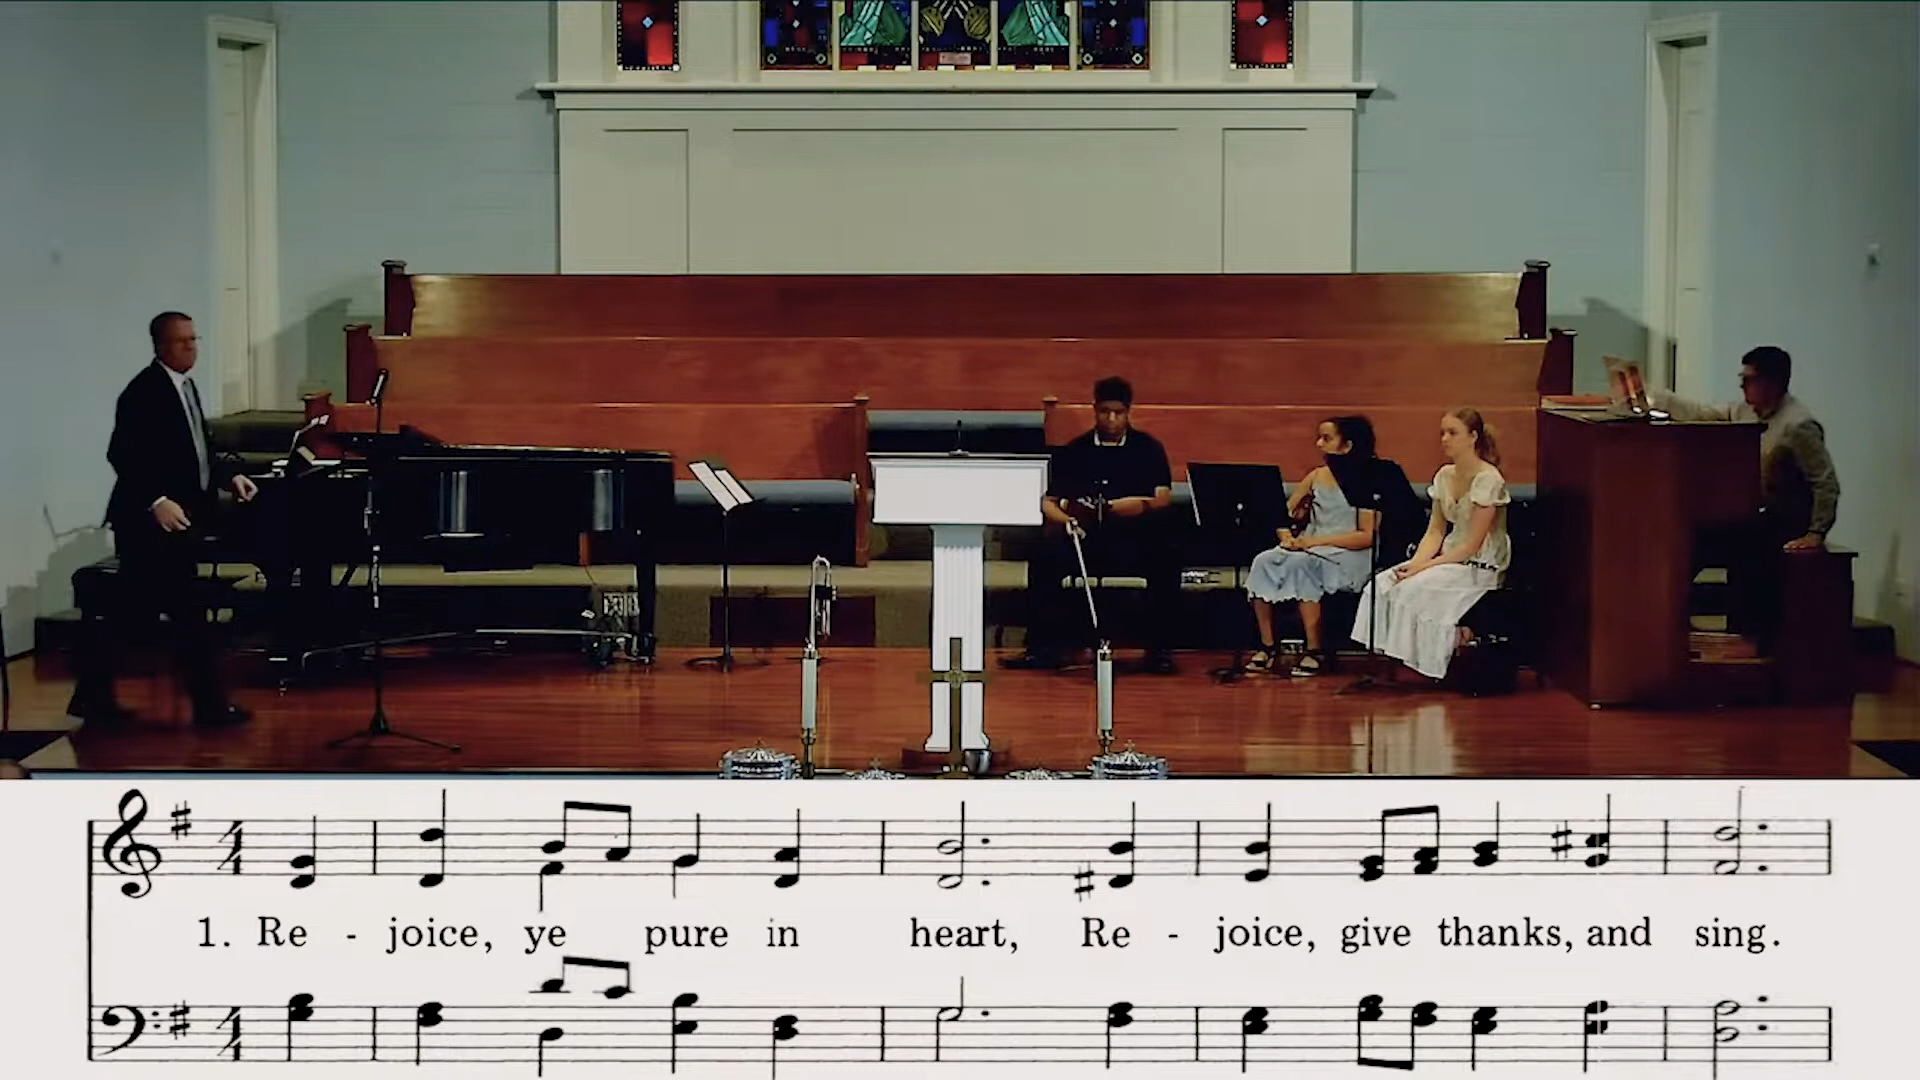 1. Re - joice, ye pure in heart, Re - joice, give thanks, and sing.